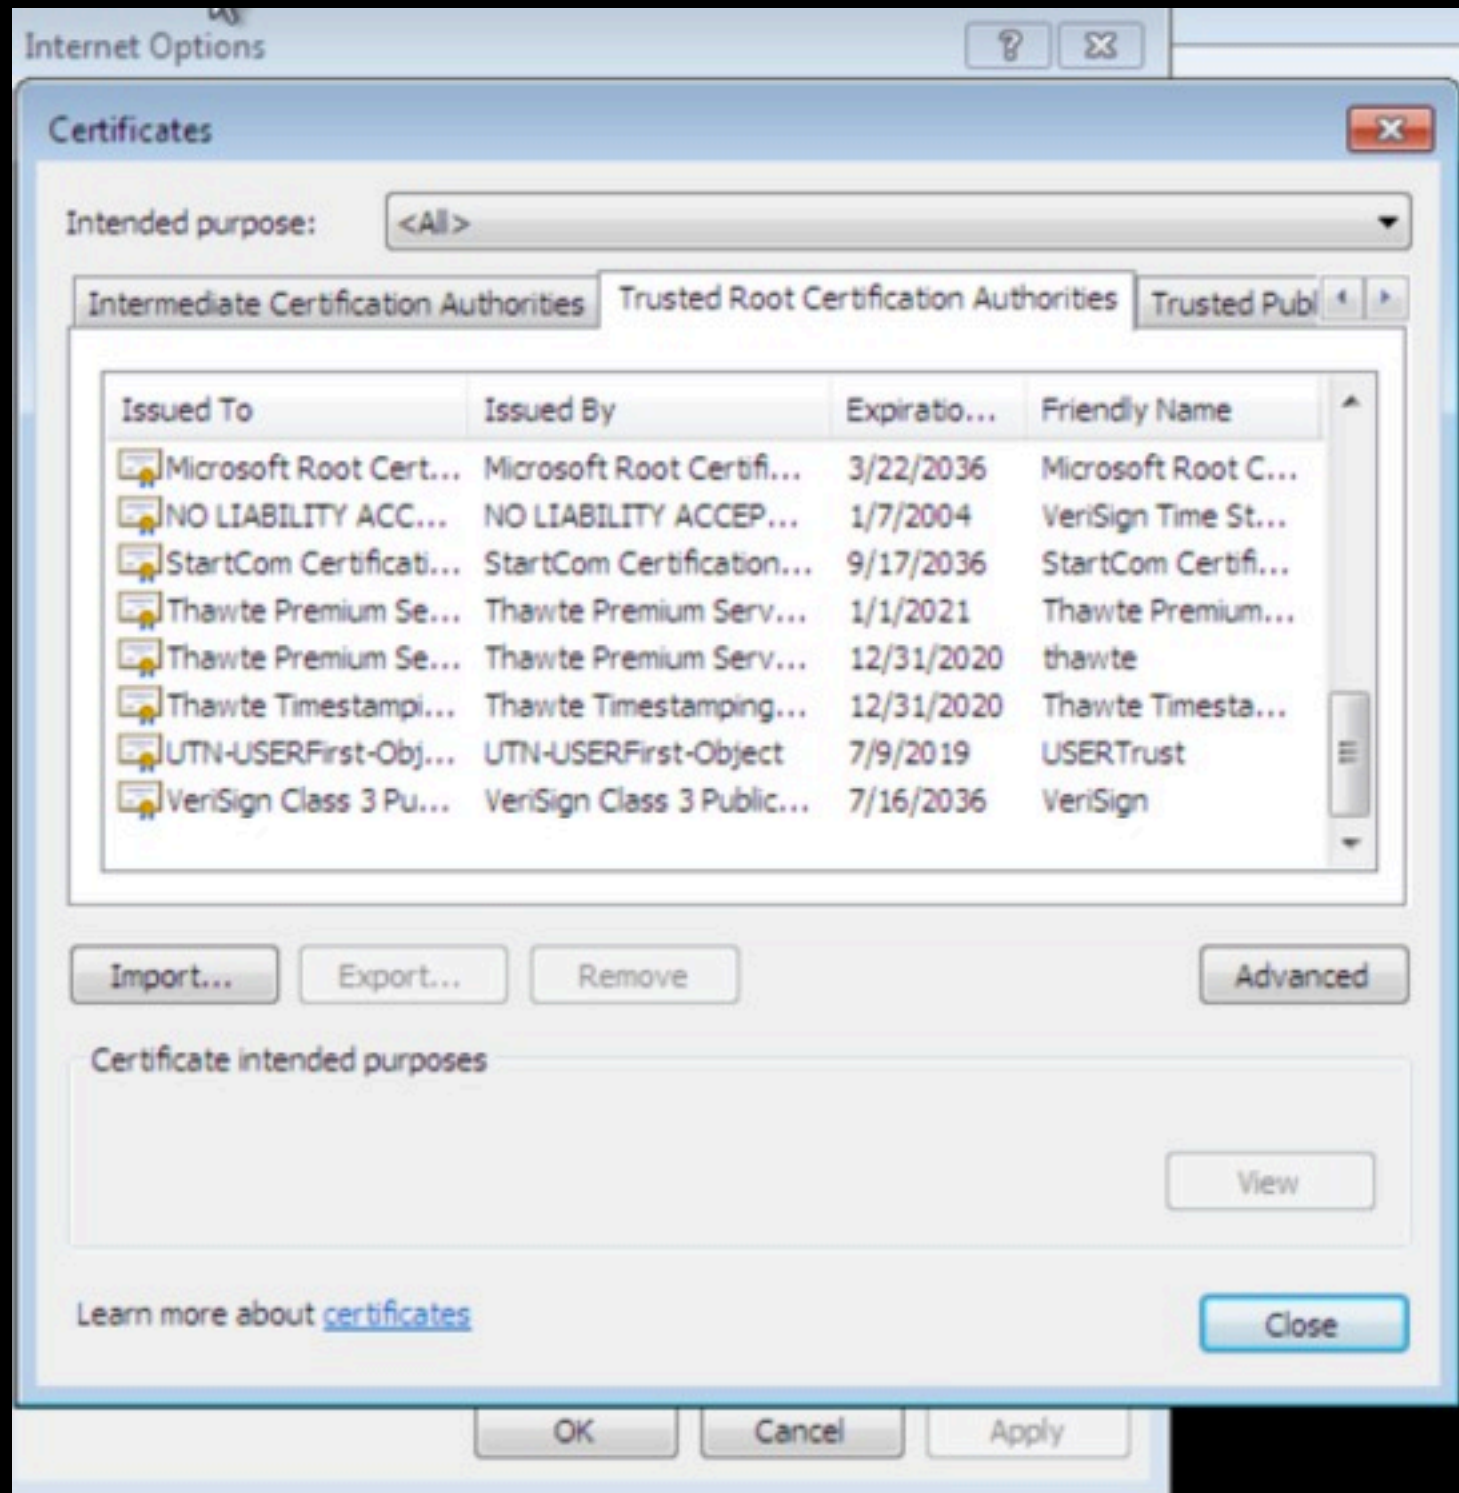 Internet Options
Certificates
Intended purpose: <All>
Intermediate Certification Authorities Trusted Root Certification Authorities Trusted Publ
Issued To Issued By Expiratio... Friendly Name
Microsoft Root Cert... Microsoft Root Certifi... 3/22/2036 Microsoft Root C...
NO LIABILITY ACC... NO LIABILITY ACCEP... 1/7/2004 VeriSign Time St...
StartCom Certificati... StartCom Certification... 9/17/2036 StartCom Certifi...
Thawte Premium Se... Thawte Premium Serv... 1/1/2021 Thawte Premium...
Thawte Premium Se... Thawte Premium Serv... 12/31/2020 thawte
Thawte Timestampi... Thawte Timestamping... 12/31/2020 Thawte Timesta...
UTN-USERFirst-Obj... UTN-USERFirst-Object 7/9/2019 USERTrust
VeriSign Class 3 Pu... VeriSign Class 3 Public... 7/16/2036 VeriSign
Import... Export... Remove Advanced
Certificate intended purposes
View
Learn more about certificates
Close
OK Cancel Apply